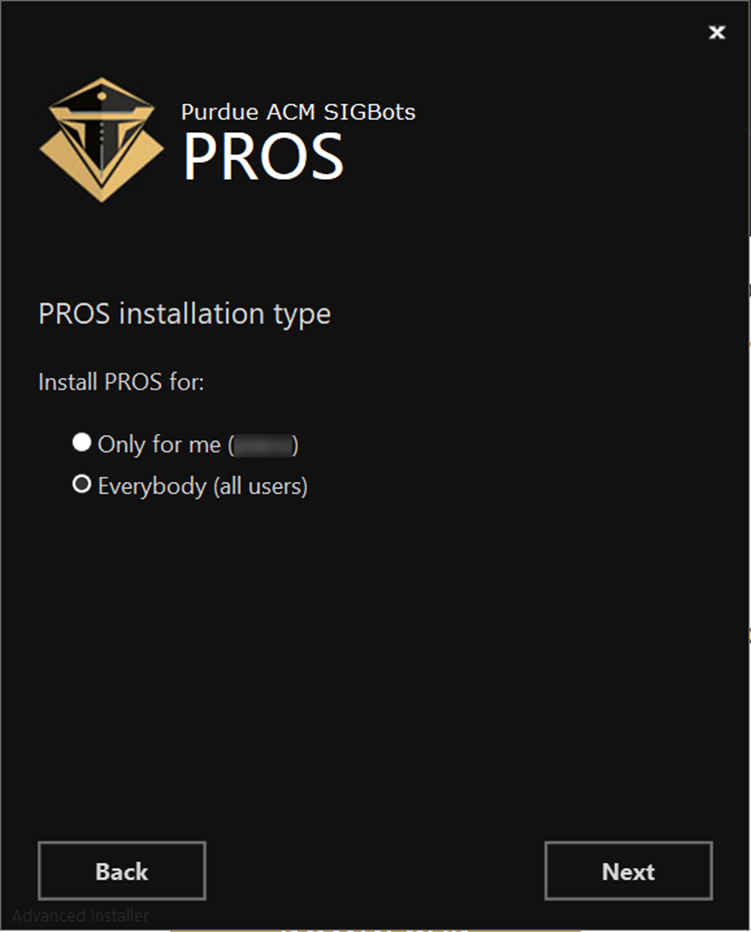 Purdue ACM SIGBots
PROS
PROS installation type
Install PROS for:
Only for me ()
Everybody (all users)
Back
Next
Advanced Installer